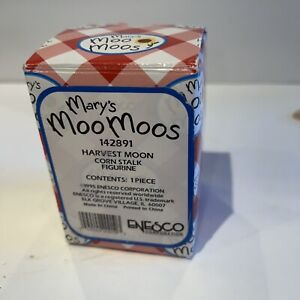 Mary's
Moo
Moos
Mary's
Moo Moos
142891
HARVEST MOON
CORN STALK
FIGURINE
CONTENTS: 1 PIECE
©1995 ENESCO CORPORATION
All rights reserved worldwide
ENESCO is a registered U.S. trademark
ELK GROVE VILLAGE, IL 60007
Made in China Printed in China
ENESCO
CORPORATION